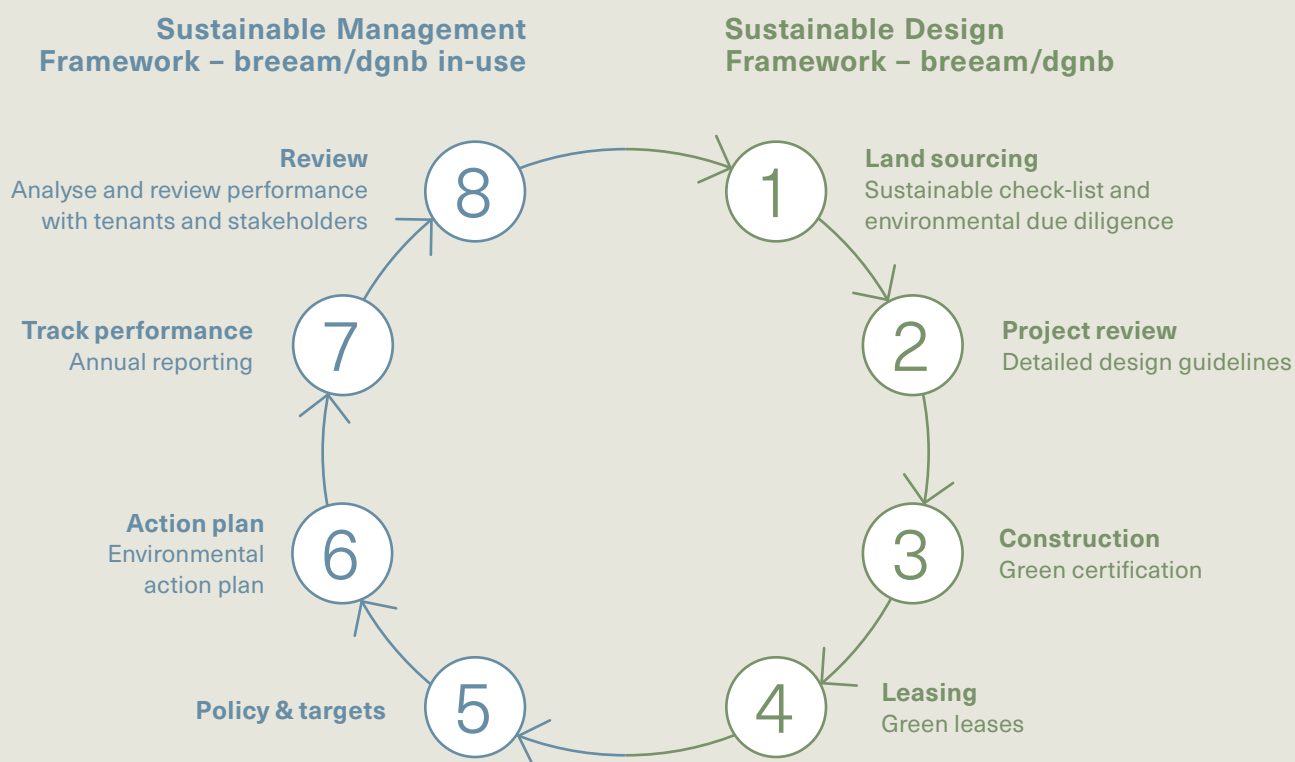 Sustainable Management
Framework – breeam/dgnb in-use
Sustainable Design
Framework – breeam/dgnb
1
Land sourcing
Sustainable check-list and
environmental due diligence
2
Project review
Detailed design guidelines
3
Construction
Green certification
4
Leasing
Green leases
5
Policy & targets
6
Action plan
Environmental
action plan
7
Track performance
Annual reporting
8
Review
Analyse and review performance
with tenants and stakeholders